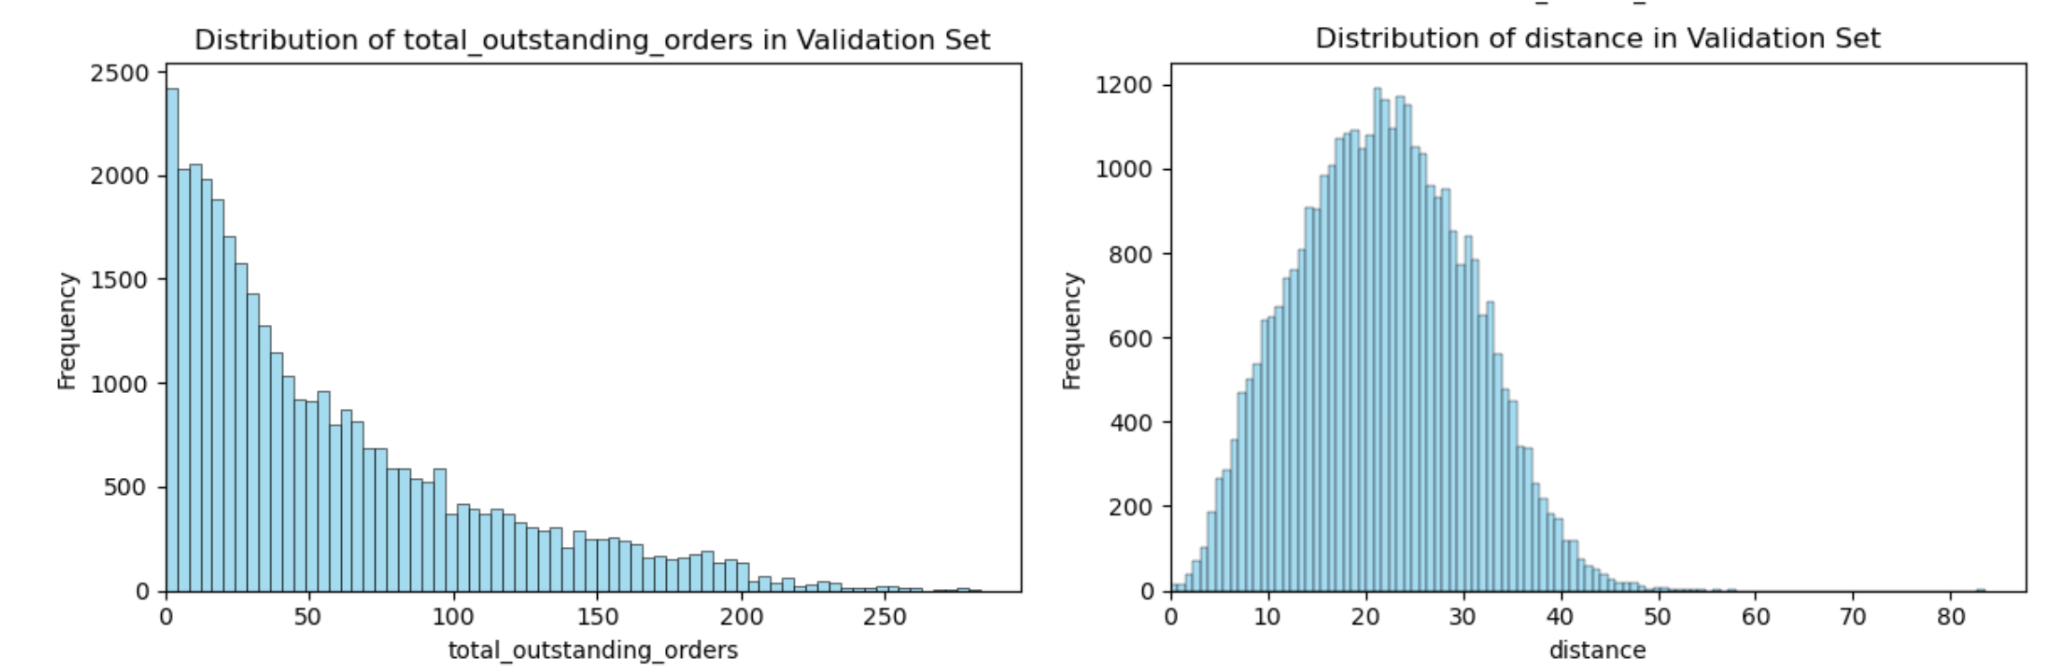 Distribution of total_outstanding_orders in Validation Set
2500
2000
1500
1000
500
0
Frequency
0 50 100 150 200 250
total_outstanding_orders
Distribution of distance in Validation Set
1200
1000
800
600
400
200
0
Frequency
0 10 20 30 40 50 60 70 80
distance